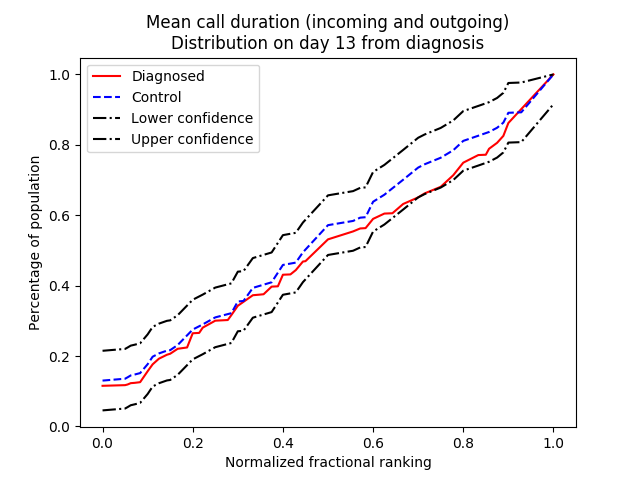 Mean call duration (incoming and outgoing)
Distribution on day 13 from diagnosis
Diagnosed
Control
Lower confidence
Upper confidence
Percentage of population
1.0
0.8
0.6
0.4
0.2
0.0
0.0 0.2 0.4 0.6 0.8 1.0
Normalized fractional ranking